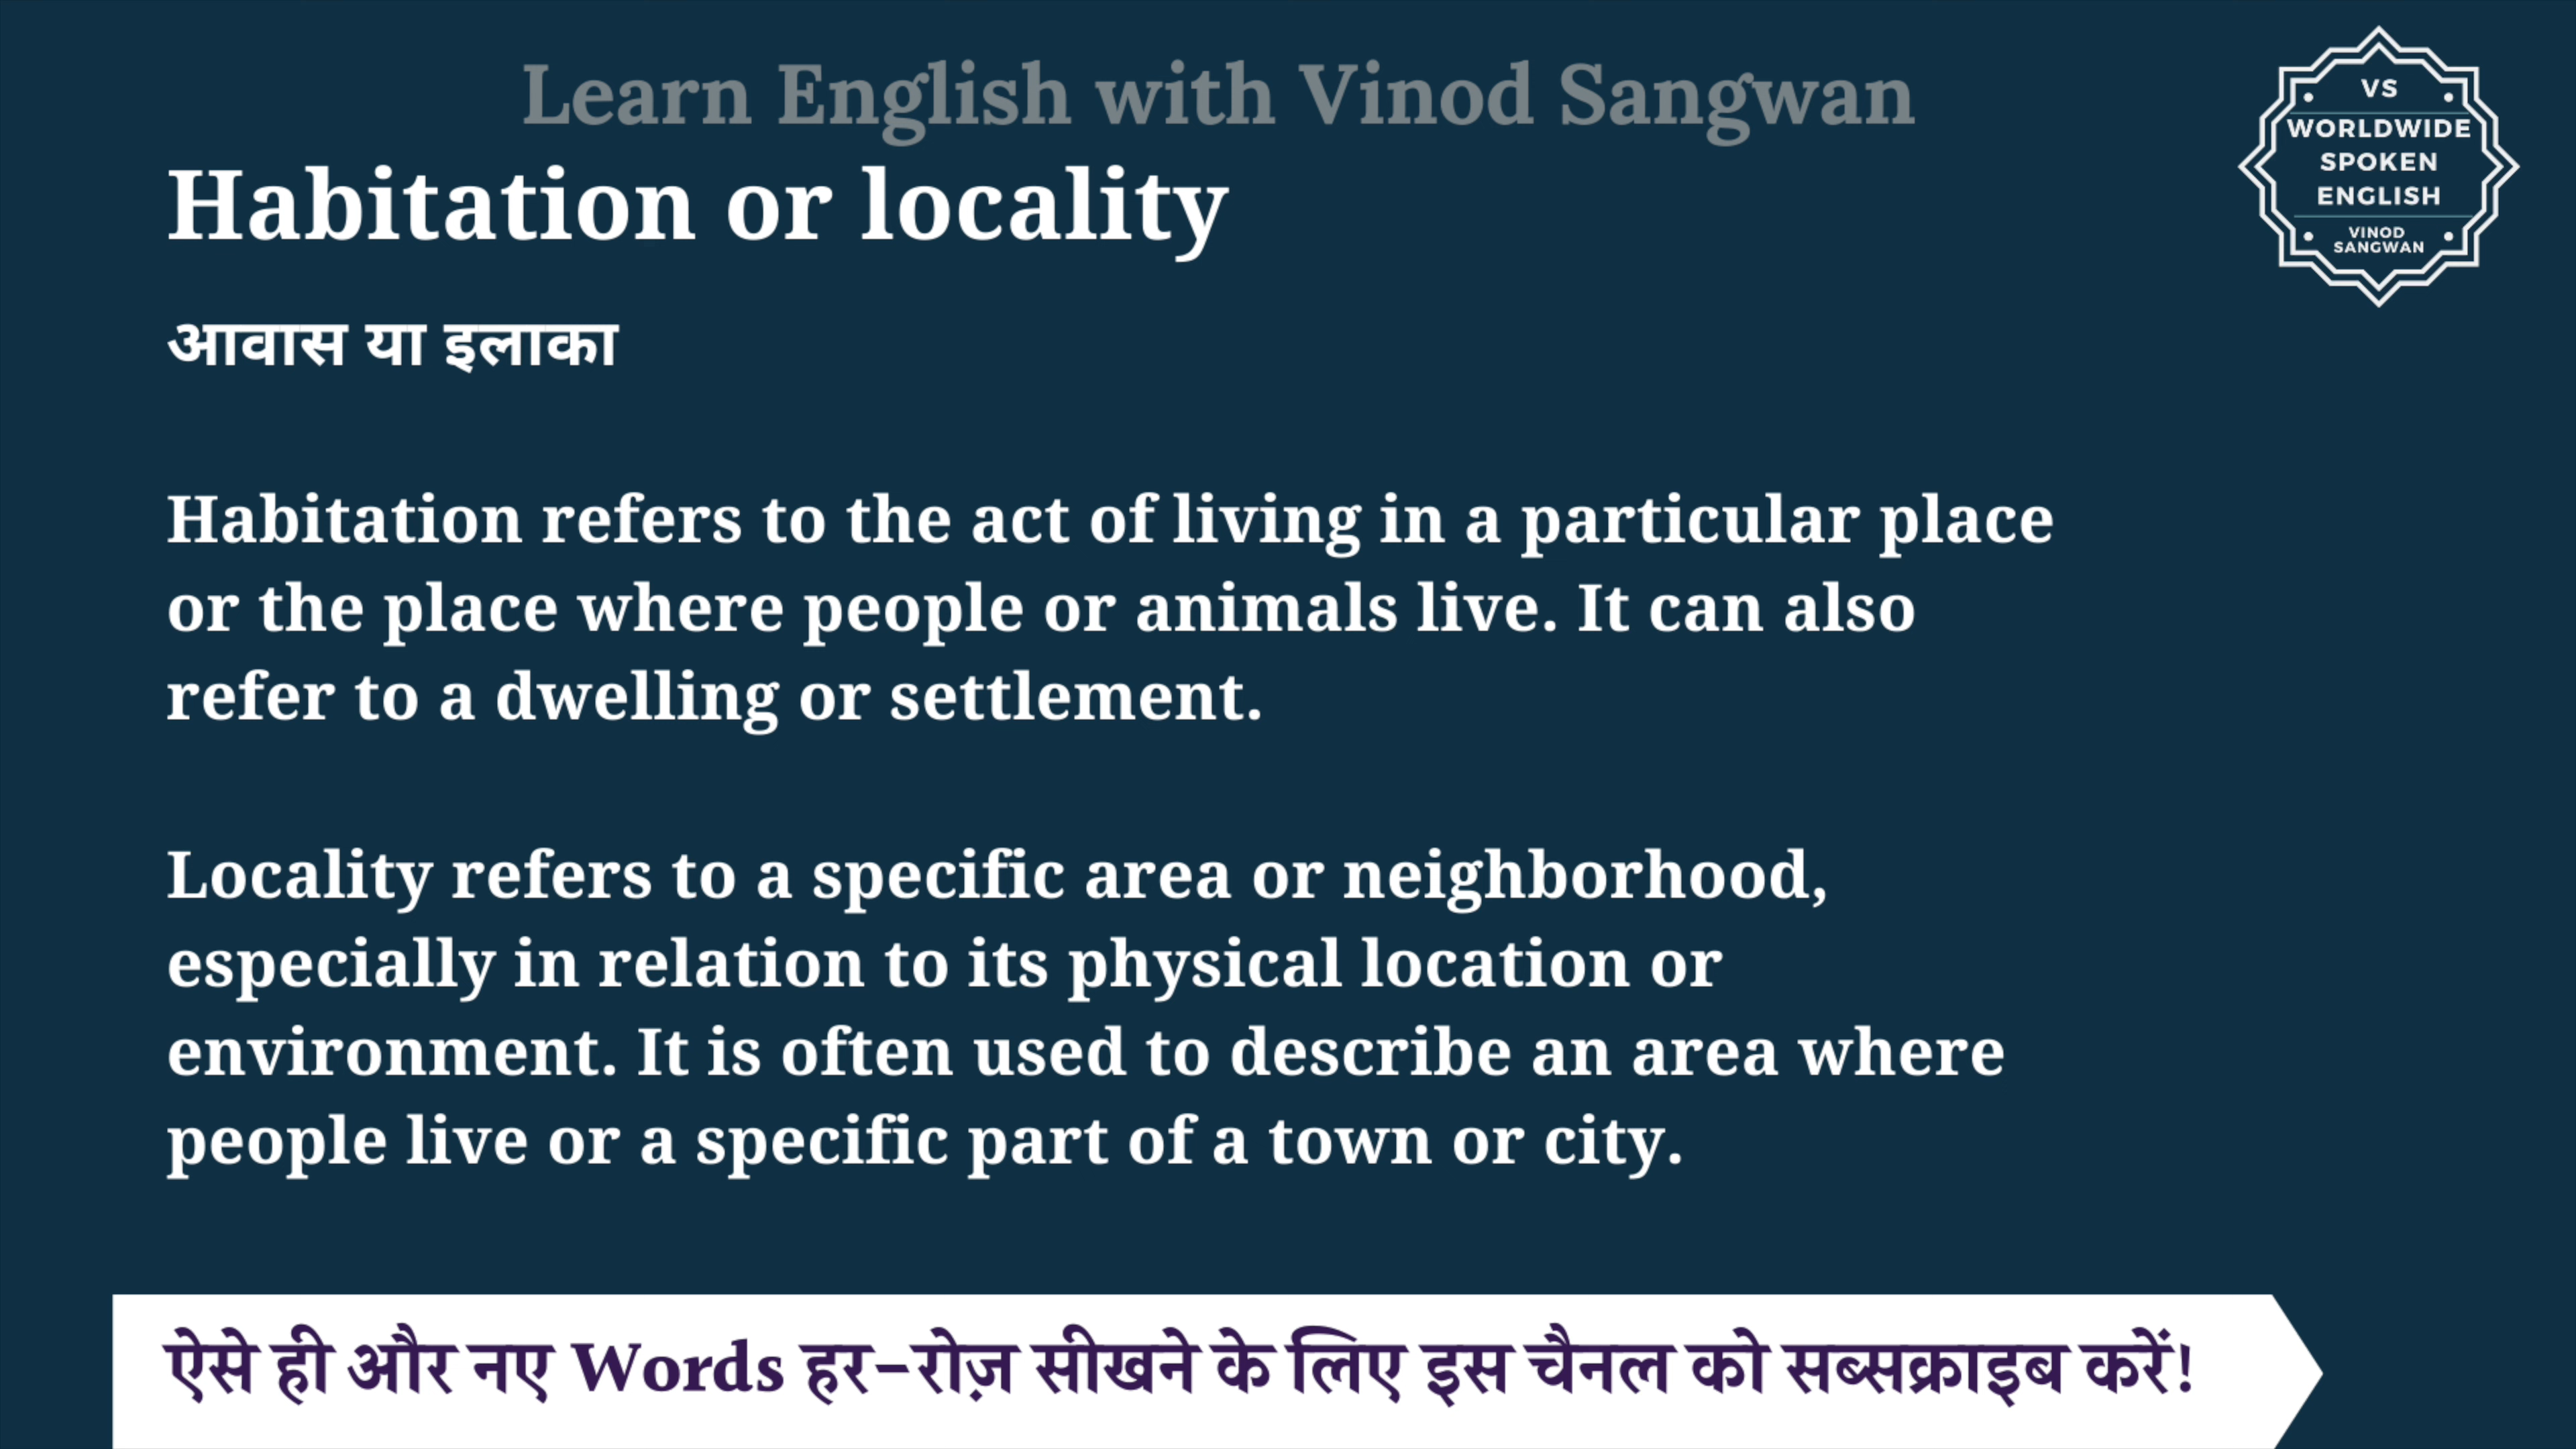 Learn English with Vinod Sangwan
VS
WORLDWIDE
SPOKEN
ENGLISH
VINOD
SANGWAN
Habitation or locality
आवास या इलाका
Habitation refers to the act of living in a particular place
or the place where people or animals live. It can also
refer to a dwelling or settlement.
Locality refers to a specific area or neighborhood,
especially in relation to its physical location or
environment. It is often used to describe an area where
people live or a specific part of a town or city.
ऐसे ही और नए Words हर-रोज़ सीखने के लिए इस चैनल को सब्सक्राइब करें!